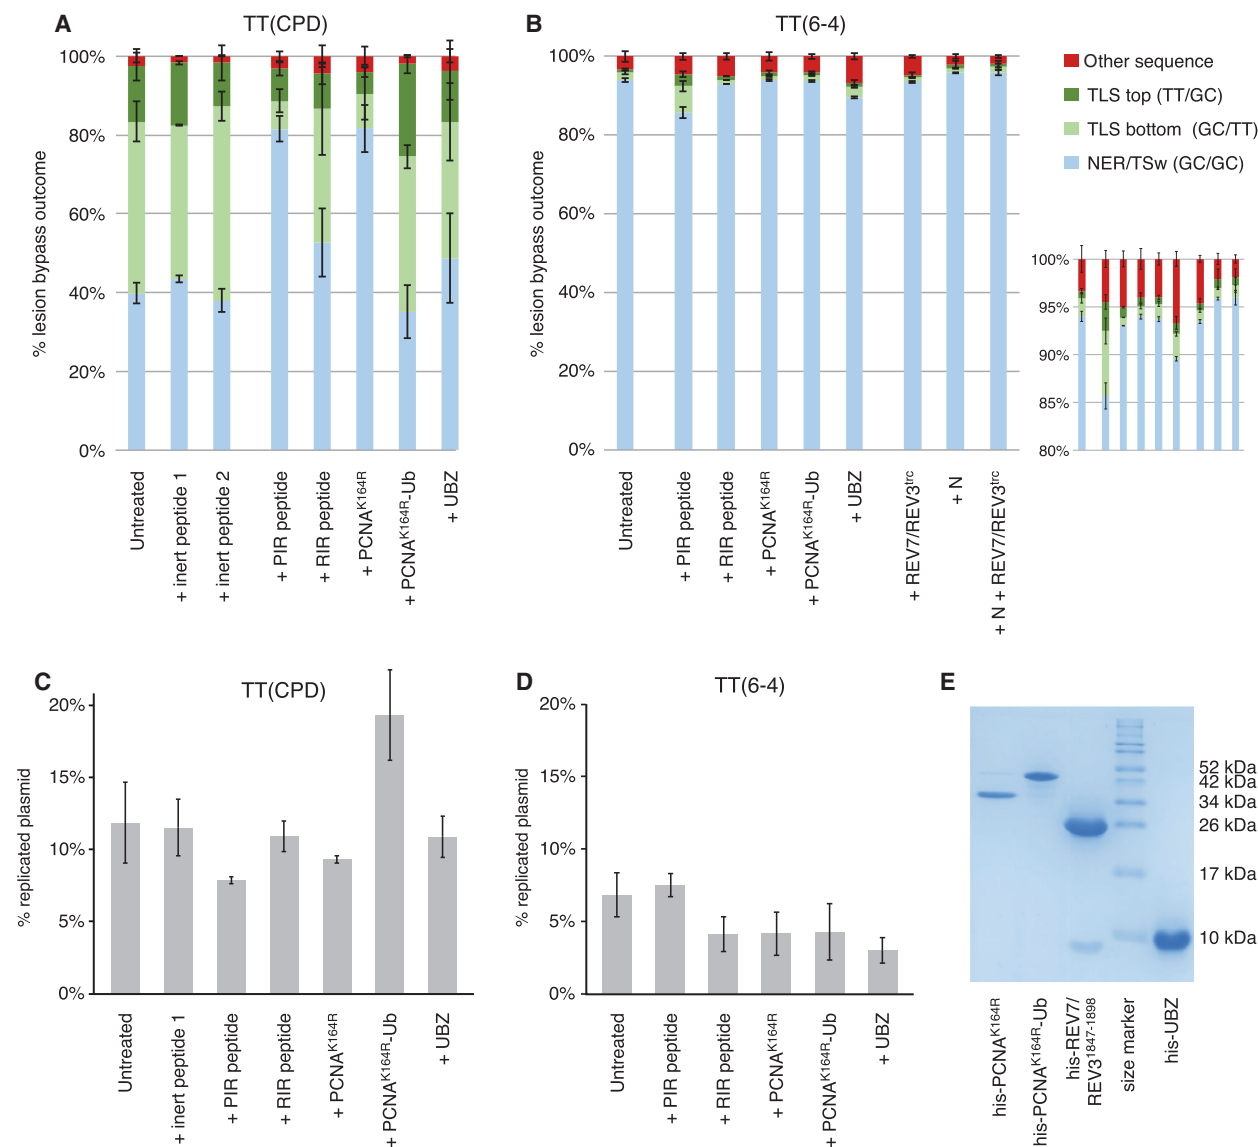 A
TT(CPD)
% lesion bypass outcome
100%
80%
60%
40%
20%
0%
Untreated
+ inert peptide 1
+ inert peptide 2
+ PIR peptide
+ RIR peptide
+ PCNAK164R
+ PCNAK164R-Ub
+ UBZ
B
TT(6-4)
% lesion bypass outcome
100%
80%
60%
40%
20%
0%
Untreated
+ PIR peptide
+ RIR peptide
+ PCNAK164R
+ PCNAK164R-Ub
+ UBZ
+ REV7/REV3trc
+ N
+ N + REV7/REV3trc
Other sequence
TLS top (TT/GC)
TLS bottom (GC/TT)
NER/TSw (GC/GC)
100%
95%
90%
85%
80%
C
TT(CPD)
% replicated plasmid
20%
15%
10%
5%
0%
Untreated
+ inert peptide 1
+ PIR peptide
+ RIR peptide
+ PCNAK164R
+ PCNAK164R-Ub
+ UBZ
D
TT(6-4)
% replicated plasmid
20%
15%
10%
5%
0%
Untreated
+ PIR peptide
+ RIR peptide
+ PCNAK164R
+ PCNAK164R-Ub
+ UBZ
E
52 kDa
42 kDa
34 kDa
26 kDa
17 kDa
10 kDa
his-PCNAK164R
his-PCNAK164R-Ub
his-REV7/
REV31847-1898
size marker
his-UBZ